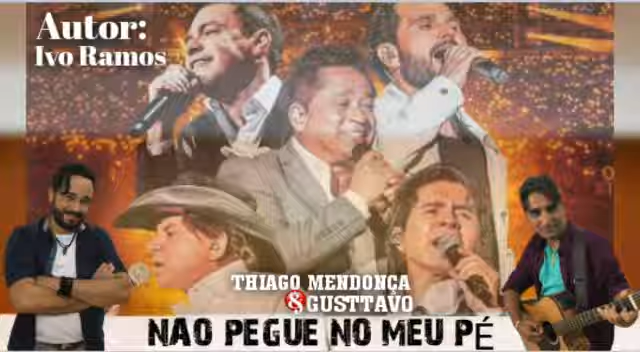 Autor:
Ivo Ramos
THIAGO MENDONÇA
& GUSTTAVO
NAO PEGUE NO MEU PÉ